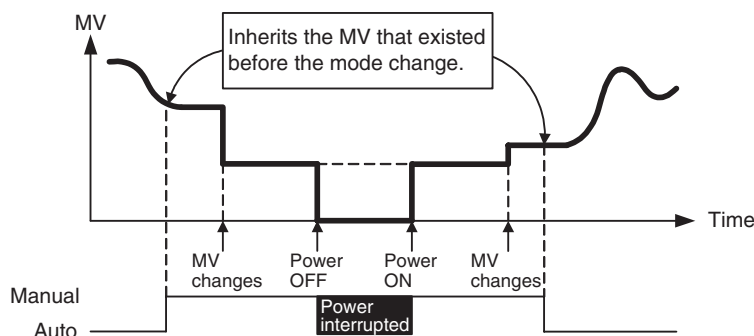 MV
Inherits the MV that existed
before the mode change.
Time
MV
changes
Power
OFF
Power
ON
MV
changes
Manual
Power
interrupted
Auto